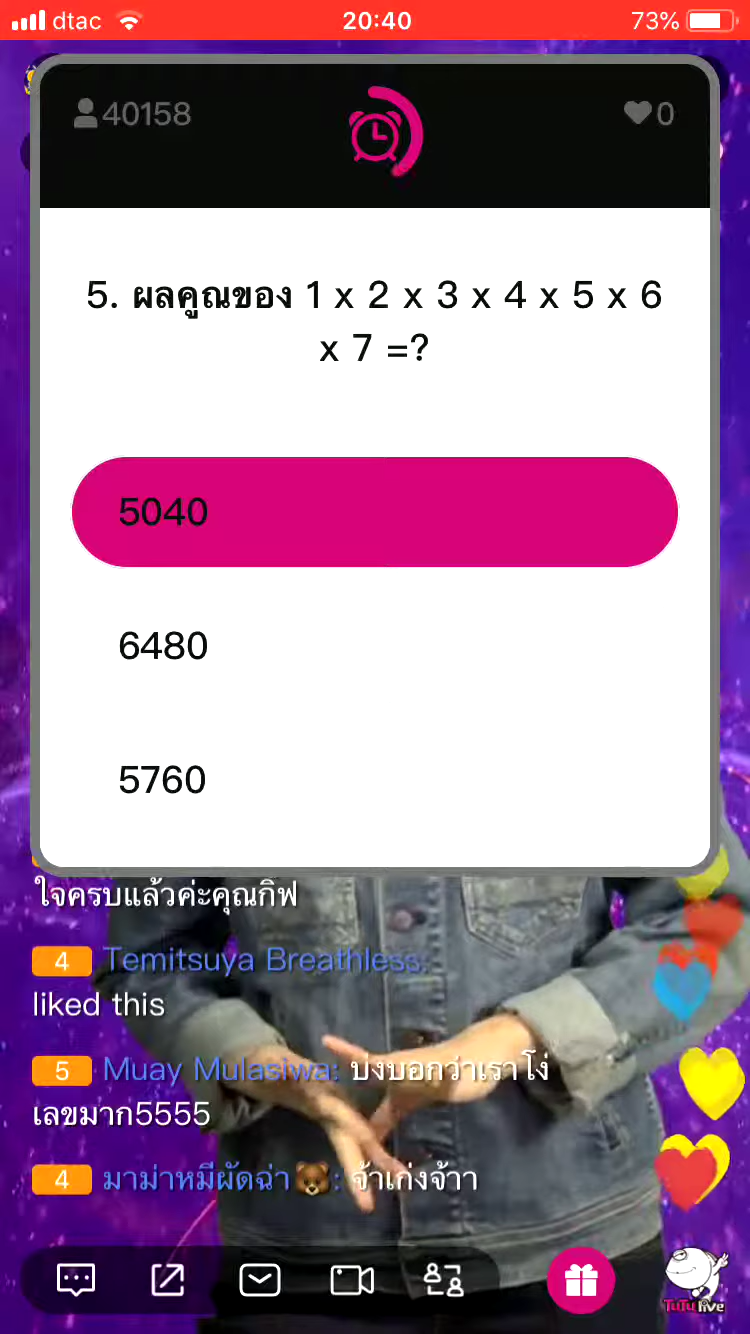 dtac 20:40 73%
40158 0
5. ผลคูณของ 1 x 2 x 3 x 4 x 5 x 6
x 7 =?
5040
6480
5760
ใจครบแล้วค่ะคุณกิฟ
4 Temitsuya Breathless:
liked this
5 Muay Mulasiwa: บ่งบอกว่าเราโง่
เลขมาก5555
4 มาม่าหมีผัดฉ่า🐻: จ้าเก่งจ้าา
TuTu live